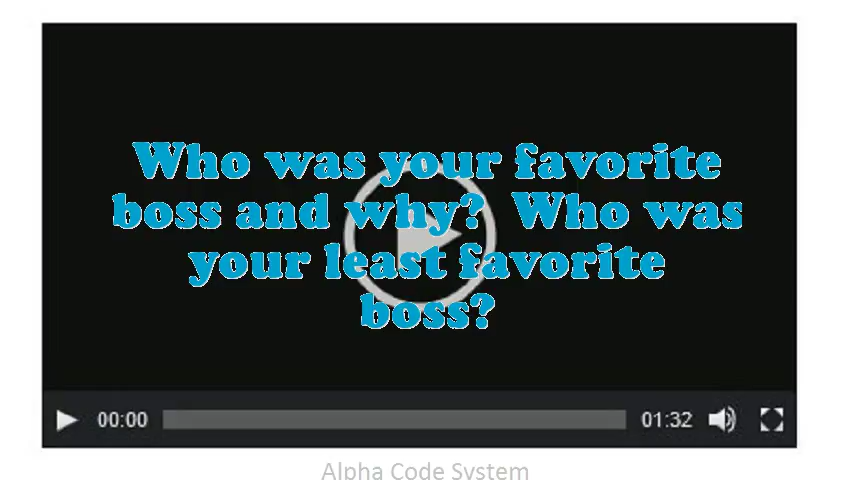 Who was your favorite
boss and why? Who was
your least favorite
boss?
00:00 01:32
Alpha Code System